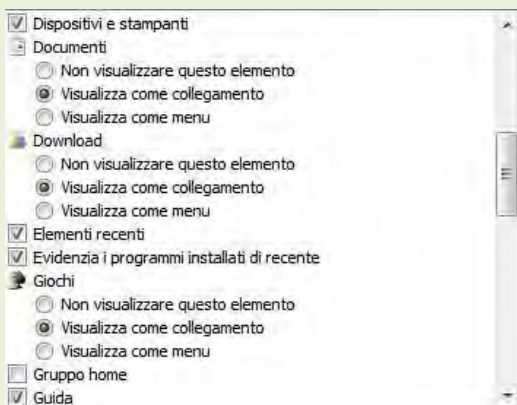 Dispositivi e stampanti
Documenti
Non visualizzare questo elemento
Visualizza come collegamento
Visualizza come menu
Download
Non visualizzare questo elemento
Visualizza come collegamento
Visualizza come menu
Elementi recenti
Evidenzia i programmi installati di recente
Giochi
Non visualizzare questo elemento
Visualizza come collegamento
Visualizza come menu
Gruppo home
Guida